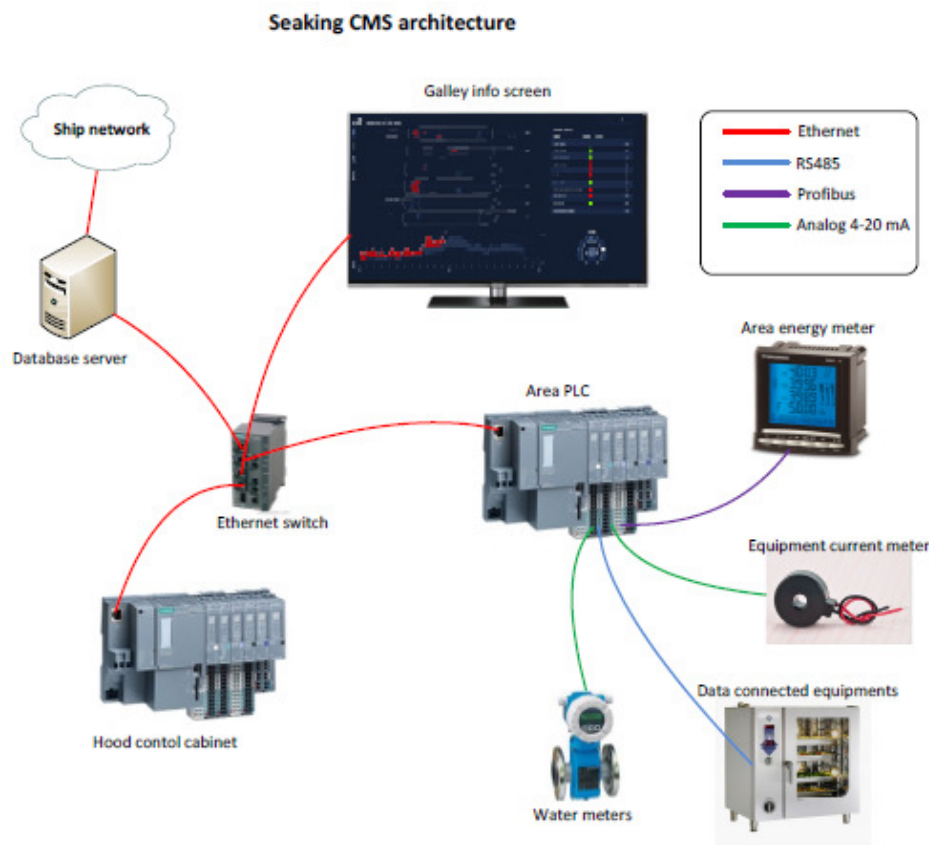 Seaking CMS architecture
Galley info screen
Ship network
Ethernet
RS485
Profibus
Analog 4-20 mA
Database server
Area energy meter
Area PLC
Ethernet switch
Equipment current meter
Hood contol cabinet
Data connected equipments
Water meters